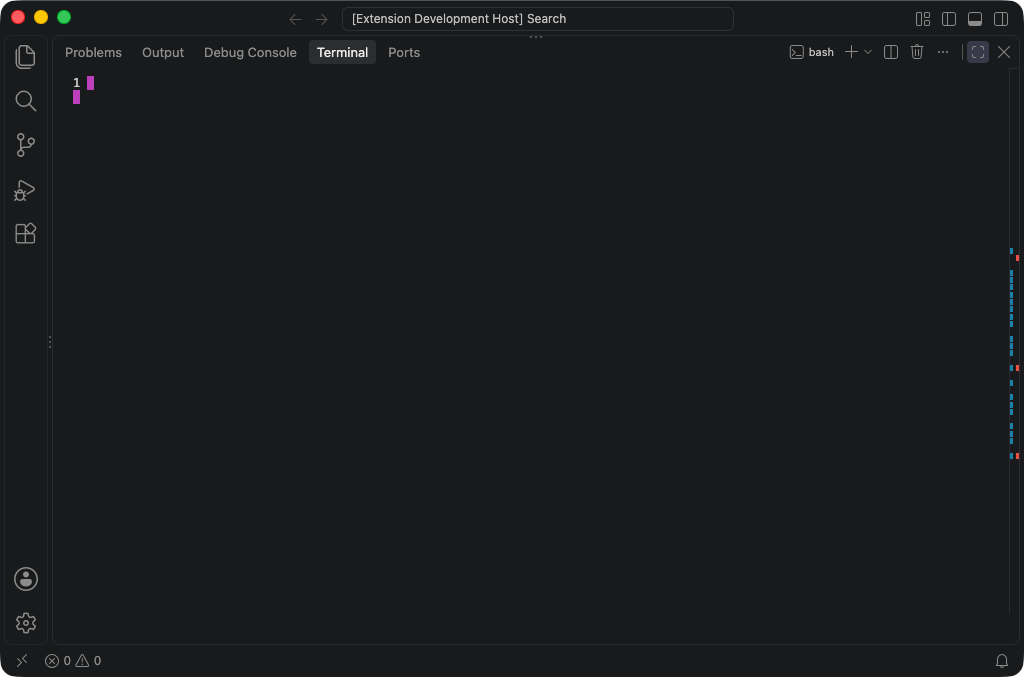 [Extension Development Host] Search
Problems Output Debug Console Terminal Ports bash
1
0 0